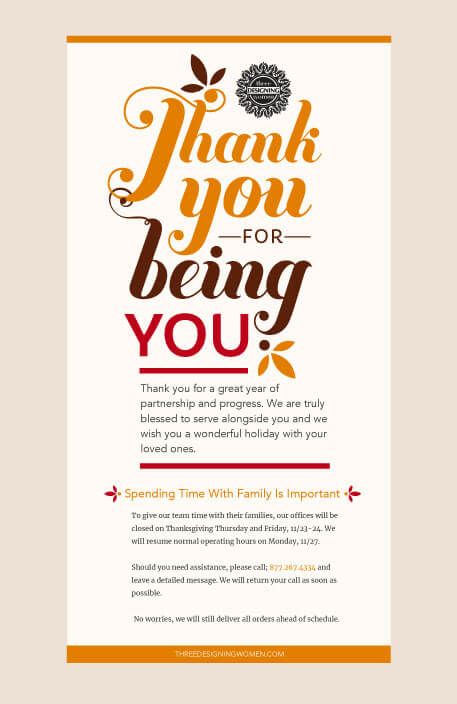 three
DESIGNING
women
Thank
you
FOR
being
YOU
Thank you for a great year of
partnership and progress. We are truly
blessed to serve alongside you and we
wish you a wonderful holiday with your
loved ones.
Spending Time With Family Is Important
To give our team time with their families, our offices will be
closed on Thanksgiving Thursday and Friday, 11/23-24. We
will resume normal operating hours on Monday, 11/27.
Should you need assistance, please call; 877.267.4334 and
leave a detailed message. We will return your call as soon as
possible.
No worries, we will still deliver all orders ahead of schedule.
THREEDESIGNINGWOMEN.COM